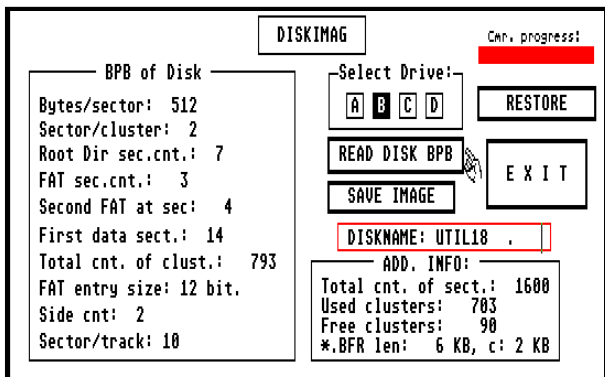 DISKIMAG
Cmr. progress:
BPB of Disk
Bytes/sector: 512
Sector/cluster: 2
Root Dir sec.cnt.: 7
FAT sec.cnt.: 3
Second FAT at sec: 4
First data sect.: 14
Total cnt. of clust.: 793
FAT entry size: 12 bit.
Side cnt: 2
Sector/track: 10
Select Drive:
A B C D
RESTORE
READ DISK BPB
EXIT
SAVE IMAGE
DISKNAME: UTIL18 .
ADD. INFO:
Total cnt. of sect.: 1600
Used clusters: 703
Free clusters: 90
*.BFR len: 6 KB, c: 2 KB